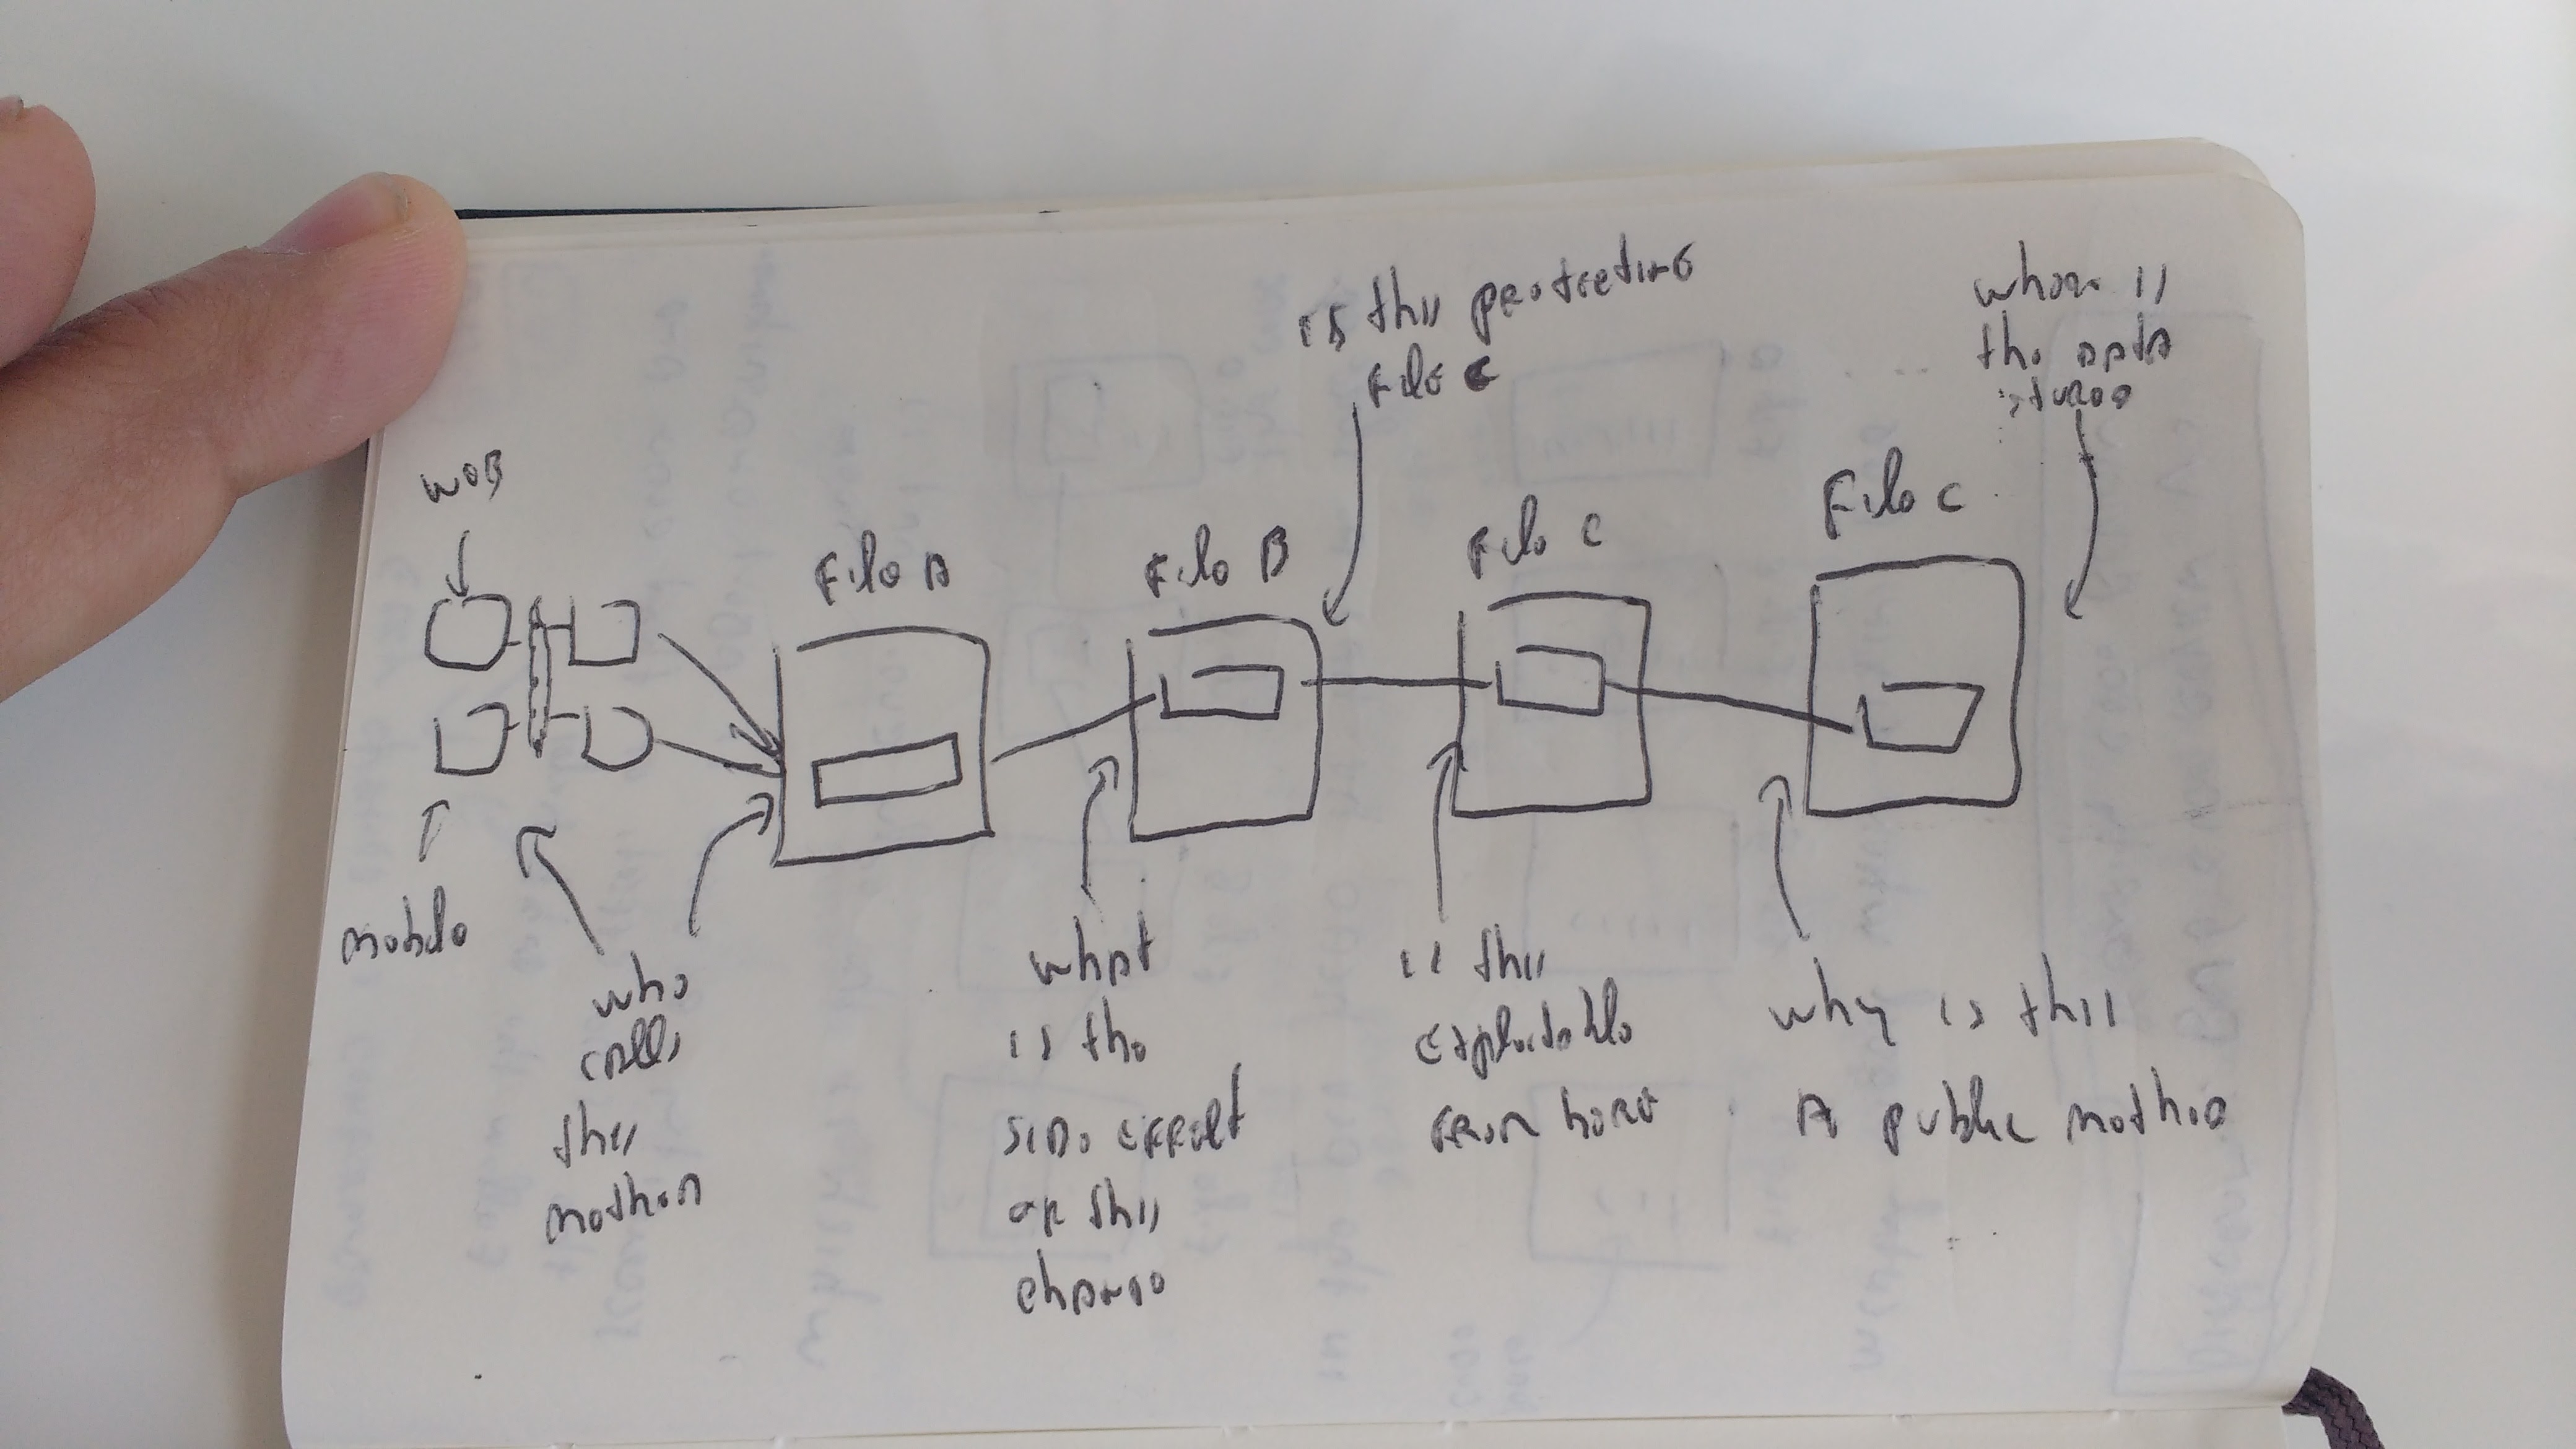 is this protecting
File C
where is
the data
stored
Web
File A
File B
File C
File C
mobile
who
calls
this
method
what
is the
side effect
of this
change
is this
exploitable
from here
why is this
A public method